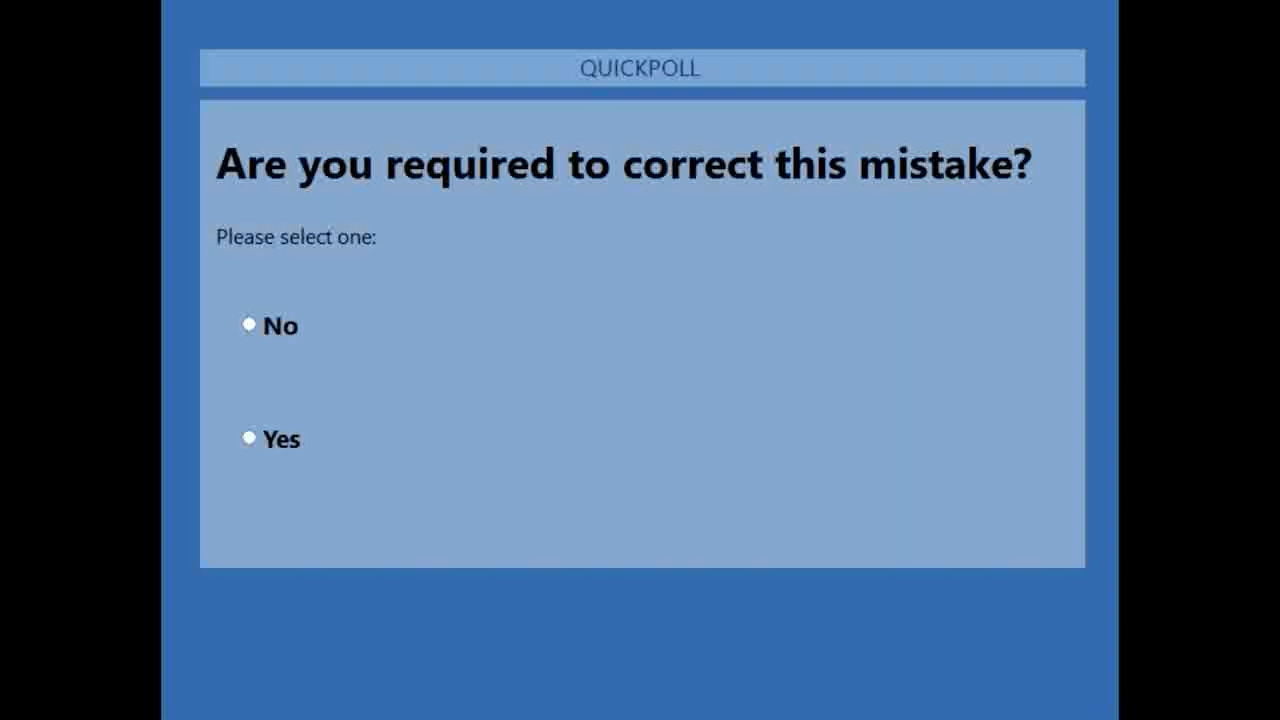 QUICKPOLL
Are you required to correct this mistake?
Please select one:
No
Yes